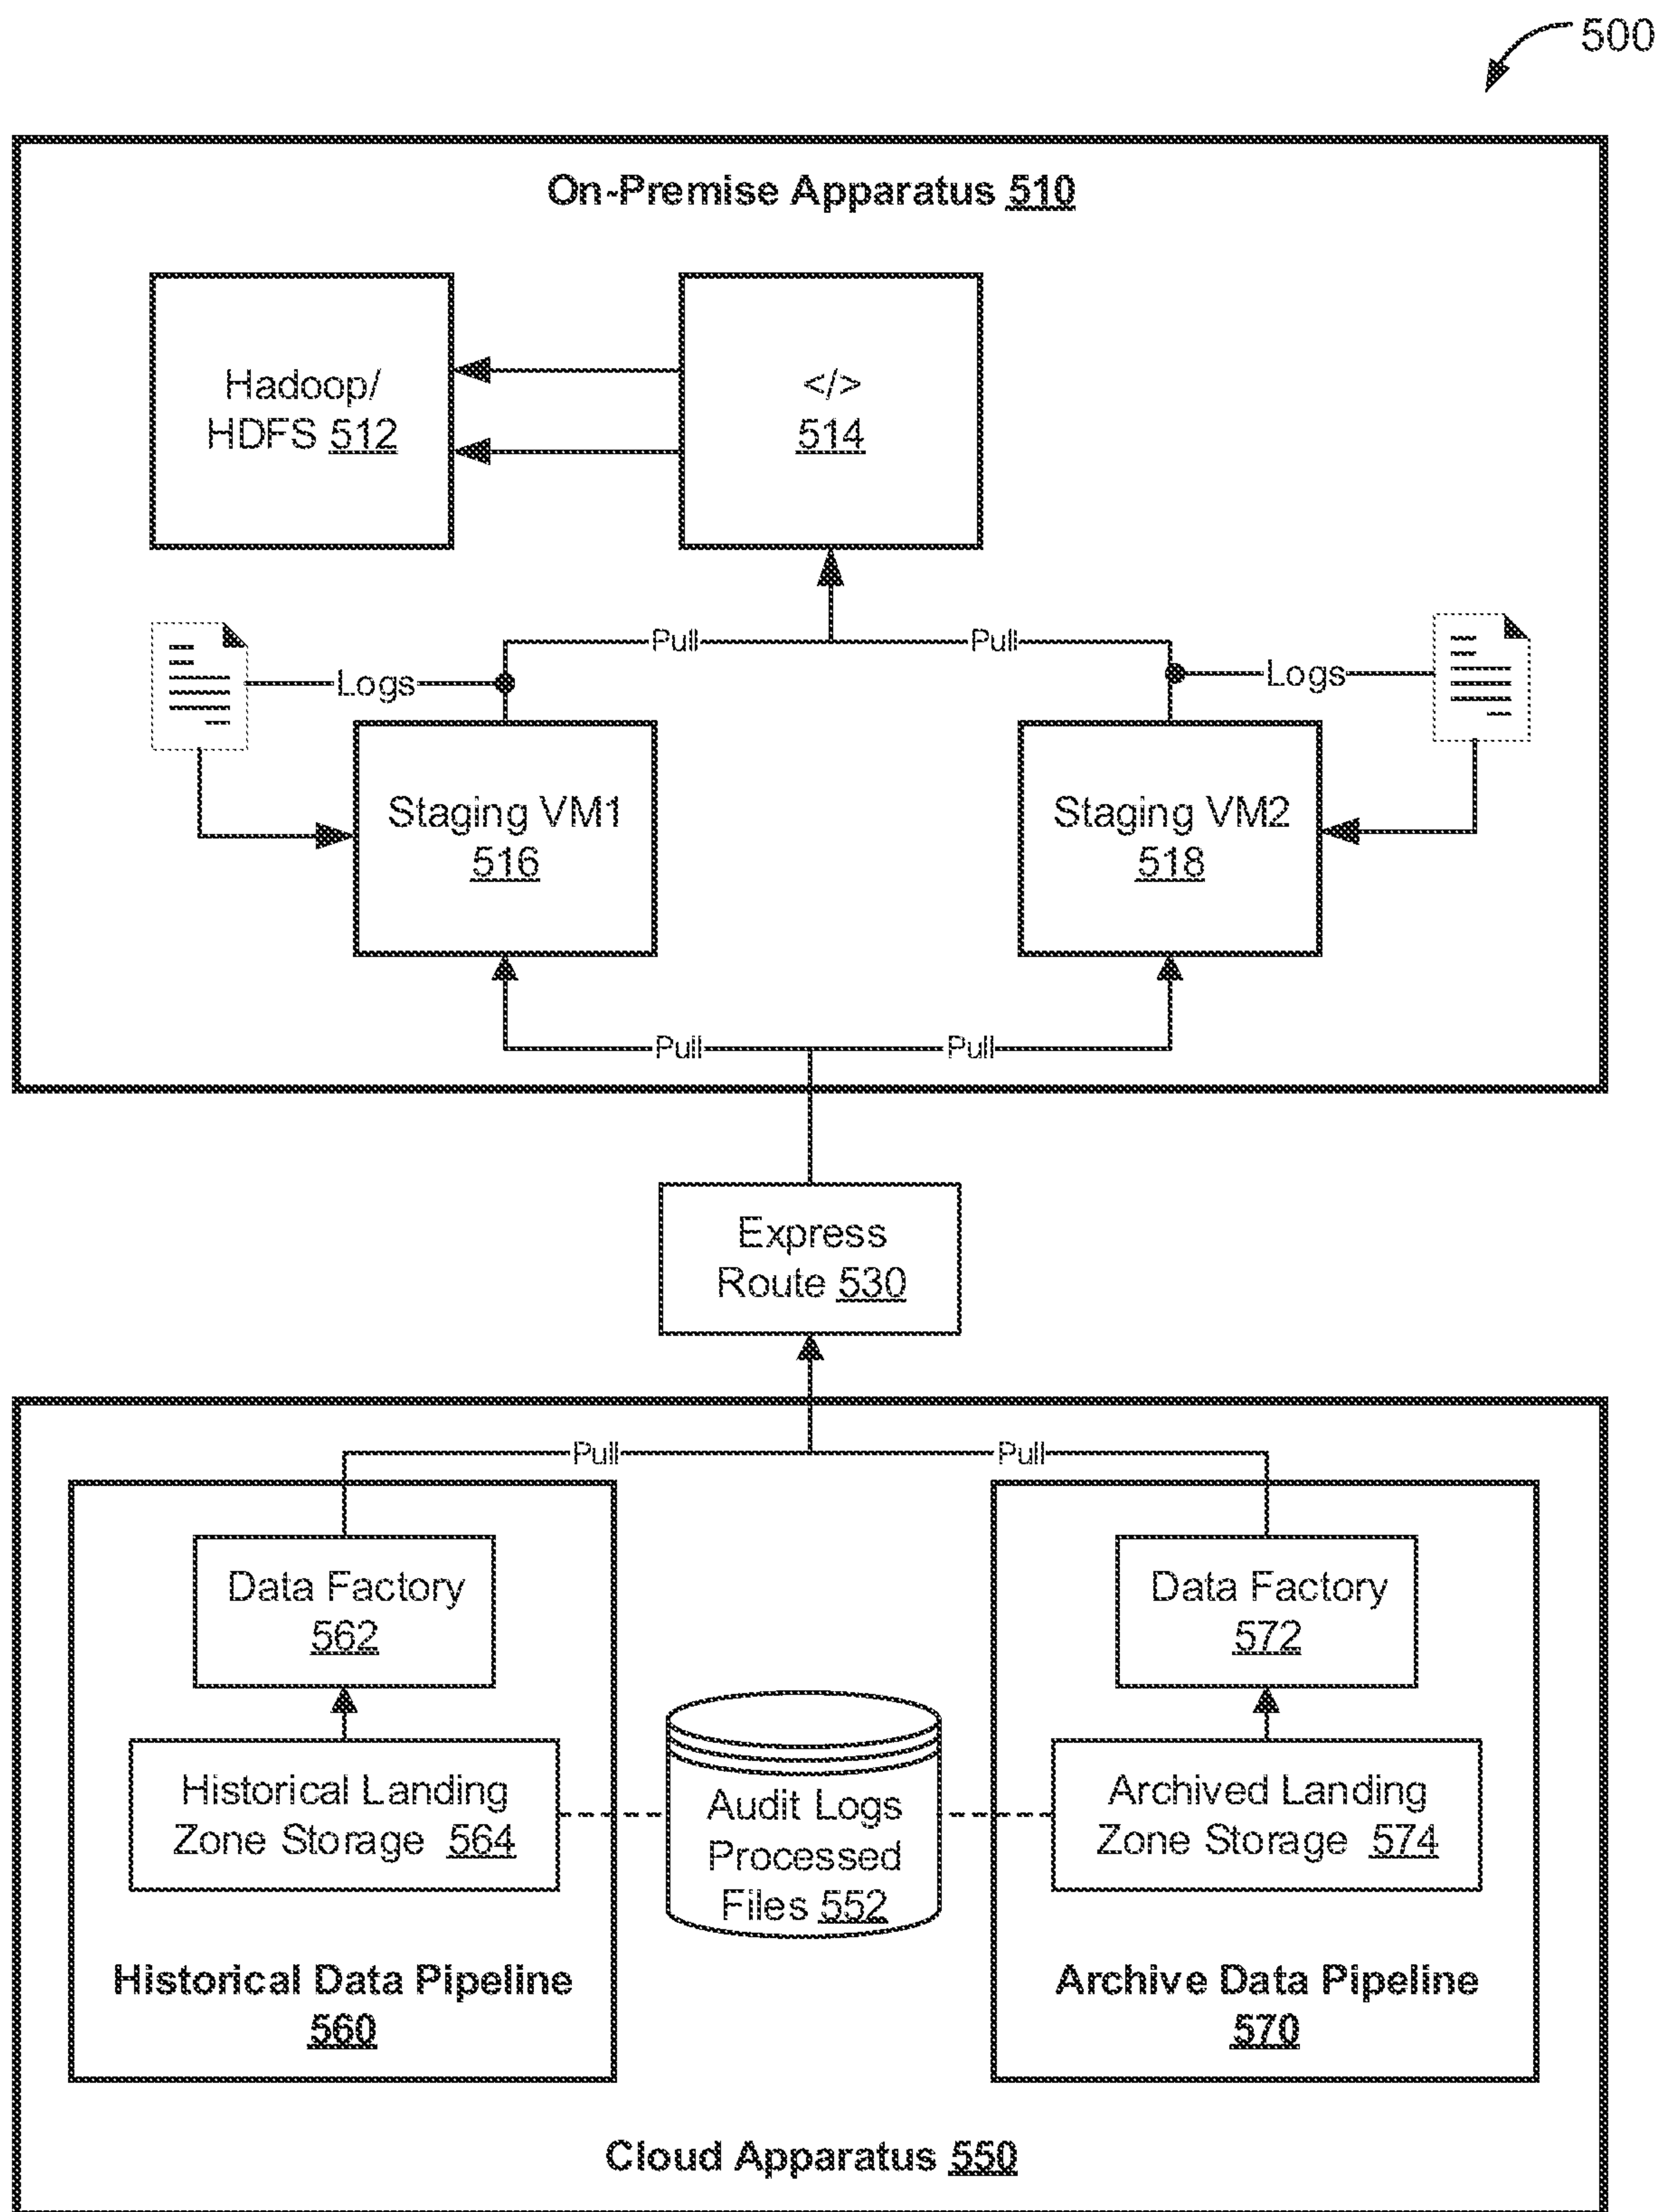 500
On-Premise Apparatus 510
Hadoop/
HDFS 512
</>
514
Pull
Pull
Logs
Logs
Staging VM1
516
Staging VM2
518
Pull
Pull
Express
Route 530
Pull
Pull
Data Factory
562
Data Factory
572
Historical Landing
Zone Storage 564
Audit Logs
Processed
Files 552
Archived Landing
Zone Storage 574
Historical Data Pipeline
560
Archive Data Pipeline
570
Cloud Apparatus 550